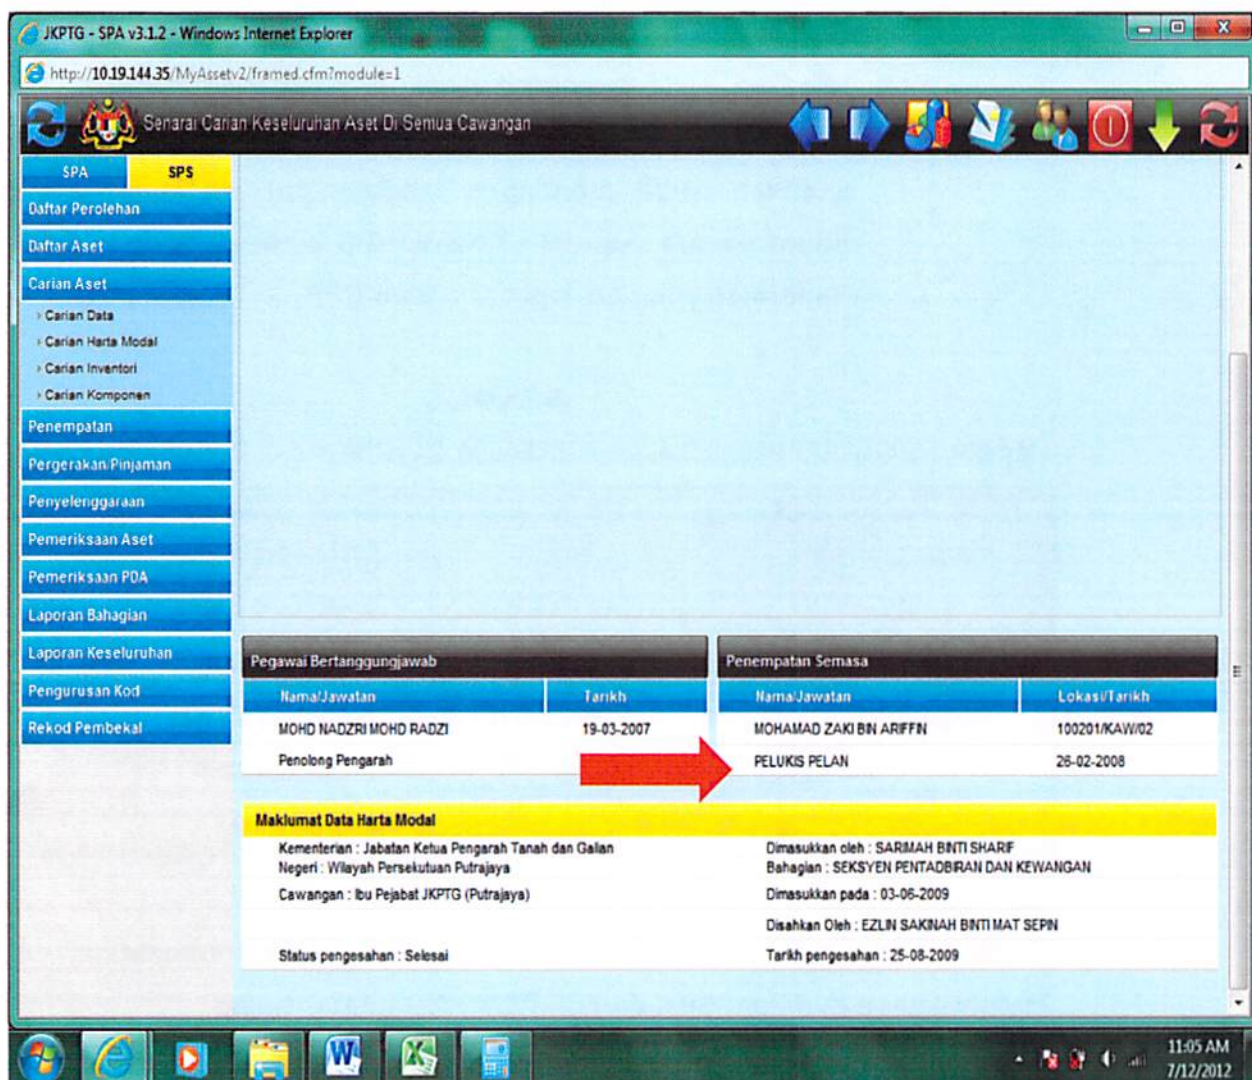 JKPTG - SPA v3.1.2 - Windows Internet Explorer
http://10.19.144.35/MyAssetv2/framed.cfm?module=1
Senarai Carian Keseluruhan Aset Di Semua Cawangan
SPA SPS
Daftar Perolehan
Daftar Aset
Carian Aset
Carian Data
Carian Harta Modal
Carian Inventori
Carian Komponen
Penempatan
Pergerakan/Pinjaman
Penyelenggaraan
Pemeriksaan Aset
Pemeriksaan PDA
Laporan Bahagian
Laporan Keseluruhan
Pengurusan Kod
Rekod Pembekal
Pegawai Bertanggungjawab
Nama/Jawatan Tarikh
MOHD NADZRI MOHD RADZI 19-03-2007
Penolong Pengarah
Penempatan Semasa
Nama/Jawatan Lokasi/Tarikh
MOHAMAD ZAKI BIN ARIFFIN 100201/KAW/02
PELUKIS PELAN 26-02-2008
Maklumat Data Harta Modal
Kementerian : Jabatan Ketua Pengarah Tanah dan Galian
Negeri : Wilayah Persekutuan Putrajaya
Cawangan : Ibu Pejabat JKPTG (Putrajaya)
Status pengesahan : Selesai
Dimasukkan oleh : SARIMAH BINTI SHARIF
Bahagian : SEKSYEN PENTADBIRAN DAN KEWANGAN
Dimasukkan pada : 03-06-2009
Disahkan Oleh : EZLIN SAKINAH BINTI MAT SEPIN
Tarikh pengesahan : 25-08-2009
11:05 AM
7/12/2012